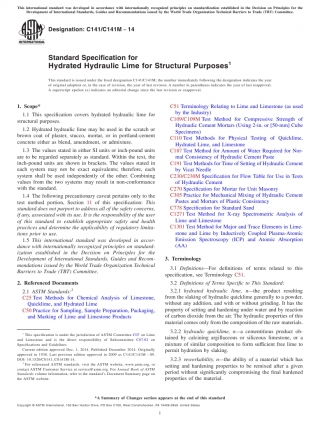 This international standard was developed in accordance with internationally recognized principles on standardization established in the Decision on Principles for the
Development of International Standards, Guides and Recommendations issued by the World Trade Organization Technical Barriers to Trade (TBT) Committee.
Designation: C141/C141M – 14
Standard Specification for
Hydrated Hydraulic Lime for Structural Purposes1
This standard is issued under the fixed designation C141/C141M; the number immediately following the designation indicates the year
of original adoption or, in the case of revision, the year of last revision. A number in parentheses indicates the year of last reapproval.
A superscript epsilon (ε) indicates an editorial change since the last revision or reapproval.
1. Scope*
1.1 This specification covers hydrated hydraulic lime for
structural purposes.
1.2 Hydrated hydraulic lime may be used in the scratch or
brown coat of plaster, stucco, mortar, or in portland-cement
concrete either as blend, amendment, or admixture.
1.3 The values stated in either SI units or inch-pound units
are to be regarded separately as standard. Within the text, the
inch-pound units are shown in brackets. The values stated in
each system may not be exact equivalents; therefore, each
system shall be used independently of the other. Combining
values from the two systems may result in non-conformance
with the standard.
1.4 The following precautionary caveat pertains only to the
test method portion, Section 11 of this specification: This
standard does not purport to address all of the safety concerns,
if any, associated with its use. It is the responsibility of the user
of this standard to establish appropriate safety and health
practices and determine the applicability of regulatory limita-
tions prior to use.
1.5 This international standard was developed in accor-
dance with internationally recognized principles on standard-
ization established in the Decision on Principles for the
Development of International Standards, Guides and Recom-
mendations issued by the World Trade Organization Technical
Barriers to Trade (TBT) Committee.
2. Referenced Documents
2.1 ASTM Standards:2
C25 Test Methods for Chemical Analysis of Limestone,
Quicklime, and Hydrated Lime
C50 Practice for Sampling, Sample Preparation, Packaging,
and Marking of Lime and Limestone Products
1 This specification is under the jurisdiction of ASTM Committee C07 on Lime
and Limestone and is the direct responsibility of Subcommittee C07.02 on
Specifications and Guidelines.
Current edition approved Nov. 1, 2014. Published December 2014. Originally
approved in 1938. Last previous edition approved in 2009 as C141/C141M – 09.
DOI: 10.1520/C0141_C0141M-14.
2 For referenced ASTM standards, visit the ASTM website, www.astm.org, or
contact ASTM Customer Service at service@astm.org. For Annual Book of ASTM
Standards volume information, refer to the standard's Document Summary page on
the ASTM website.
C51 Terminology Relating to Lime and Limestone (as used
by the Industry)
C109/C109M Test Method for Compressive Strength of
Hydraulic Cement Mortars (Using 2-in. or [50-mm] Cube
Specimens)
C110 Test Methods for Physical Testing of Quicklime,
Hydrated Lime, and Limestone
C187 Test Method for Amount of Water Required for Nor-
mal Consistency of Hydraulic Cement Paste
C191 Test Methods for Time of Setting of Hydraulic Cement
by Vicat Needle
C230/C230M Specification for Flow Table for Use in Tests
of Hydraulic Cement
C270 Specification for Mortar for Unit Masonry
C305 Practice for Mechanical Mixing of Hydraulic Cement
Pastes and Mortars of Plastic Consistency
C778 Specification for Standard Sand
C1271 Test Method for X-ray Spectrometric Analysis of
Lime and Limestone
C1301 Test Method for Major and Trace Elements in Lime-
stone and Lime by Inductively Coupled Plasma-Atomic
Emission Spectroscopy (ICP) and Atomic Absorption
(AA)
3. Terminology
3.1 Definitions—For definitions of terms related to this
specification, see Terminology C51.
3.2 Definitions of Terms Specific to This Standard:
3.2.1 hydrated hydraulic lime, n—the product resulting
from the slaking of hydraulic lime generally to a powder,
without any addition, and with or without grinding. It has the
property of setting and hardening under water and by reaction
of carbon dioxide from the air. The hydraulic properties of this
material comes only from the composition of the raw materials.
3.2.2 hydraulic quicklime, n—a cementitious product ob-
tained by calcining argillaceous or siliceous limestone, or a
mixture of similar composition to form sufficient free lime to
permit hydration by slaking.
3.2.3 reworkability, n—the ability of a material which has
setting and hardening properties to be remixed after a given
period without significantly compromising the final hardened
properties of the material.
*A Summary of Changes section appears at the end of this standard
Copyright © ASTM International, 100 Barr Harbor Drive, PO Box C700, West Conshohocken, PA 19428-2959. United States
1